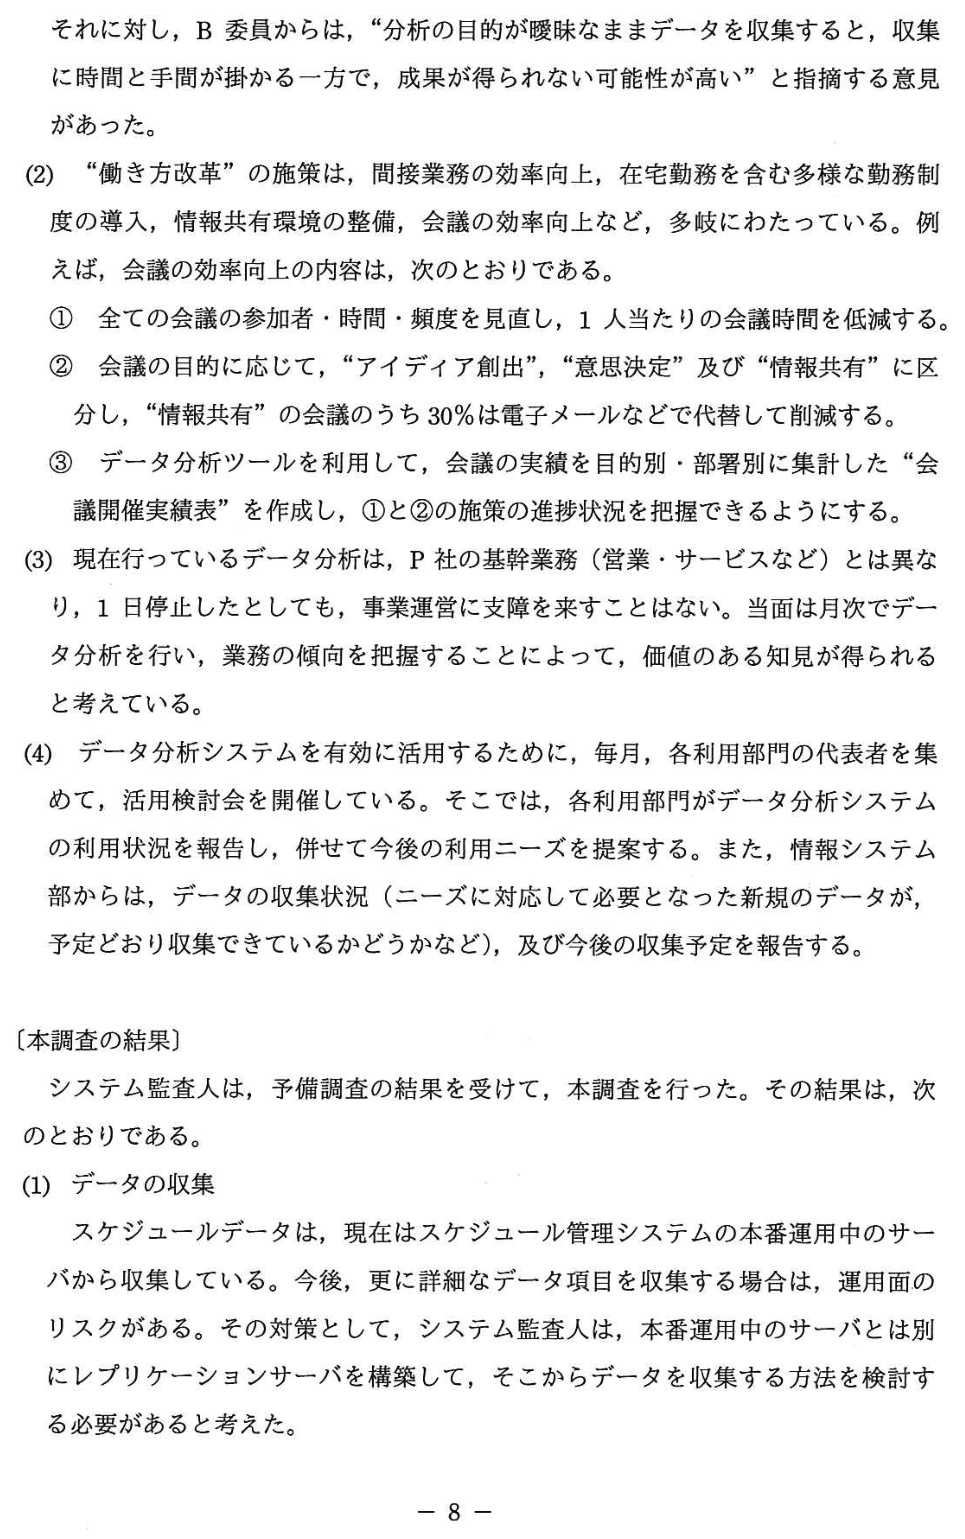 それに対し，B 委員からは，“分析の目的が曖昧なままデータを収集すると，収集
に時間と手間が掛かる一方で，成果が得られない可能性が高い” と指摘する意見
があった。
(2) “働き方改革” の施策は，間接業務の効率向上，在宅勤務を含む多様な勤務制
度の導入，情報共有環境の整備，会議の効率向上など，多岐にわたっている。例
えば，会議の効率向上の内容は，次のとおりである。
① 全ての会議の参加者・時間・頻度を見直し，1 人当たりの会議時間を低減する。
② 会議の目的に応じて，“アイディア創出”，“意思決定” 及び “情報共有” に区
分し，“情報共有” の会議のうち 30％は電子メールなどで代替して削減する。
③ データ分析ツールを利用して，会議の実績を目的別・部署別に集計した “会
議開催実績表” を作成し，①と②の施策の進捗状況を把握できるようにする。
(3) 現在行っているデータ分析は，P 社の基幹業務（営業・サービスなど）とは異な
り，1 日停止したとしても，事業運営に支障を来すことはない。当面は月次でデー
タ分析を行い，業務の傾向を把握することによって，価値のある知見が得られる
と考えている。
(4) データ分析システムを有効に活用するために，毎月，各利用部門の代表者を集
めて，活用検討会を開催している。そこでは，各利用部門がデータ分析システム
の利用状況を報告し，併せて今後の利用ニーズを提案する。また，情報システム
部からは，データの収集状況（ニーズに対応して必要となった新規のデータが，
予定どおり収集できているかどうかなど），及び今後の収集予定を報告する。
〔本調査の結果〕
システム監査人は，予備調査の結果を受けて，本調査を行った。その結果は，次
のとおりである。
(1) データの収集
スケジュールデータは，現在はスケジュール管理システムの本番運用中のサー
バから収集している。今後，更に詳細なデータ項目を収集する場合は，運用面の
リスクがある。その対策として，システム監査人は，本番運用中のサーバとは別
にレプリケーションサーバを構築して，そこからデータを収集する方法を検討す
る必要があると考えた。
－ 8 －